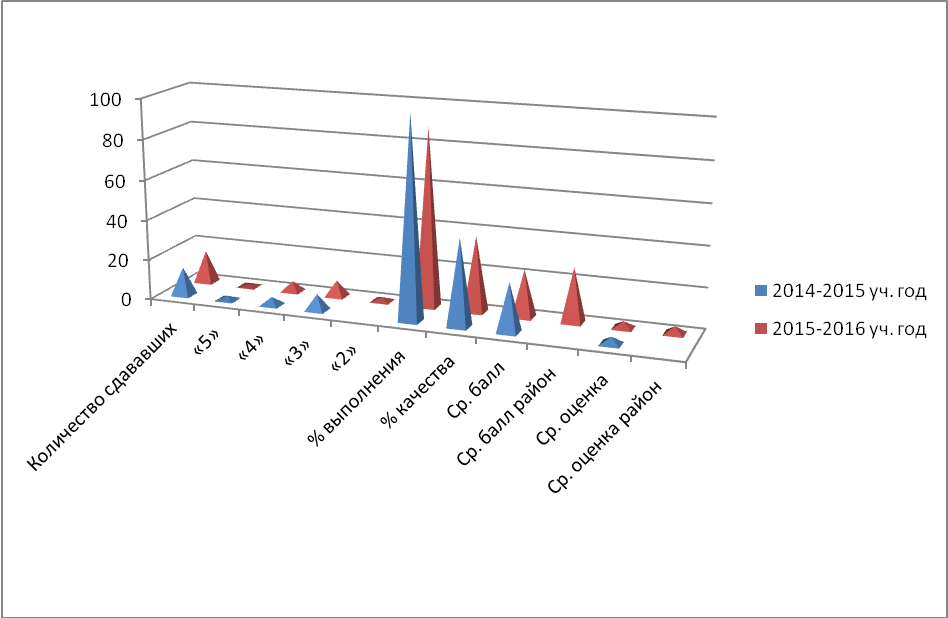 100
80
60
40
20
0
Количество сдававших
«5»
«4»
«3»
«2»
% выполнения
% качества
Ср. балл
Ср. балл район
Ср. оценка
Ср. оценка район
2014-2015 уч. год
2015-2016 уч. год